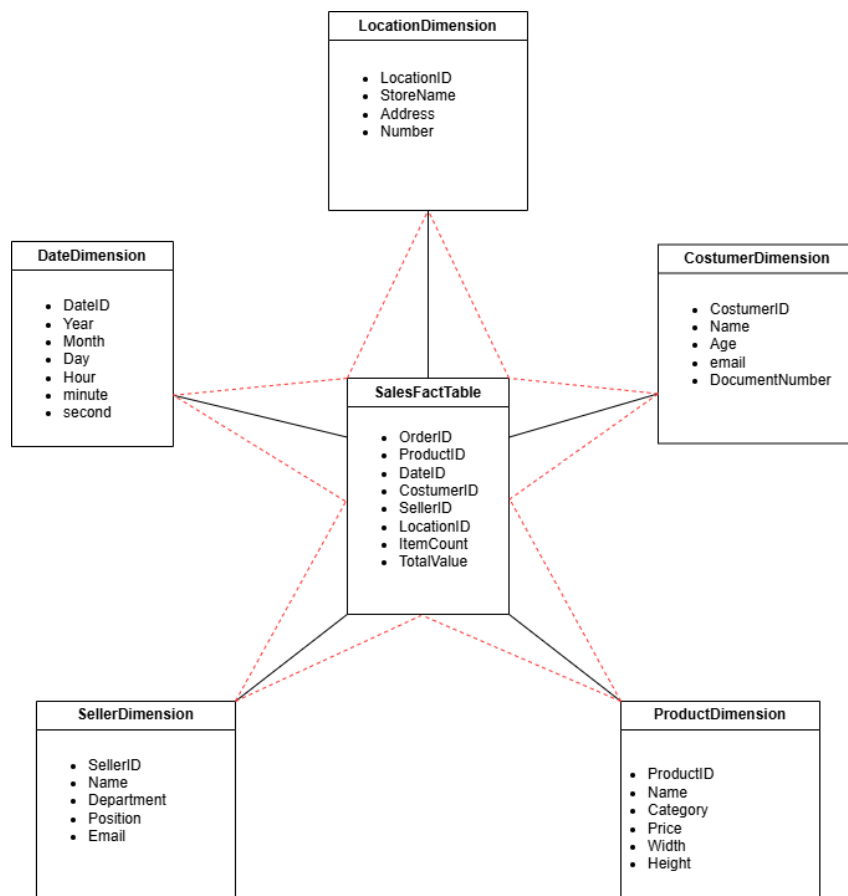 LocationDimension
LocationID
StoreName
Address
Number
DateDimension
DateID
Year
Month
Day
Hour
minute
second
CostumerDimension
CostumerID
Name
Age
email
DocumentNumber
SalesFactTable
OrderID
ProductID
DateID
CostumerID
SellerID
LocationID
ItemCount
TotalValue
SellerDimension
SellerID
Name
Department
Position
Email
ProductDimension
ProductID
Name
Category
Price
Width
Height